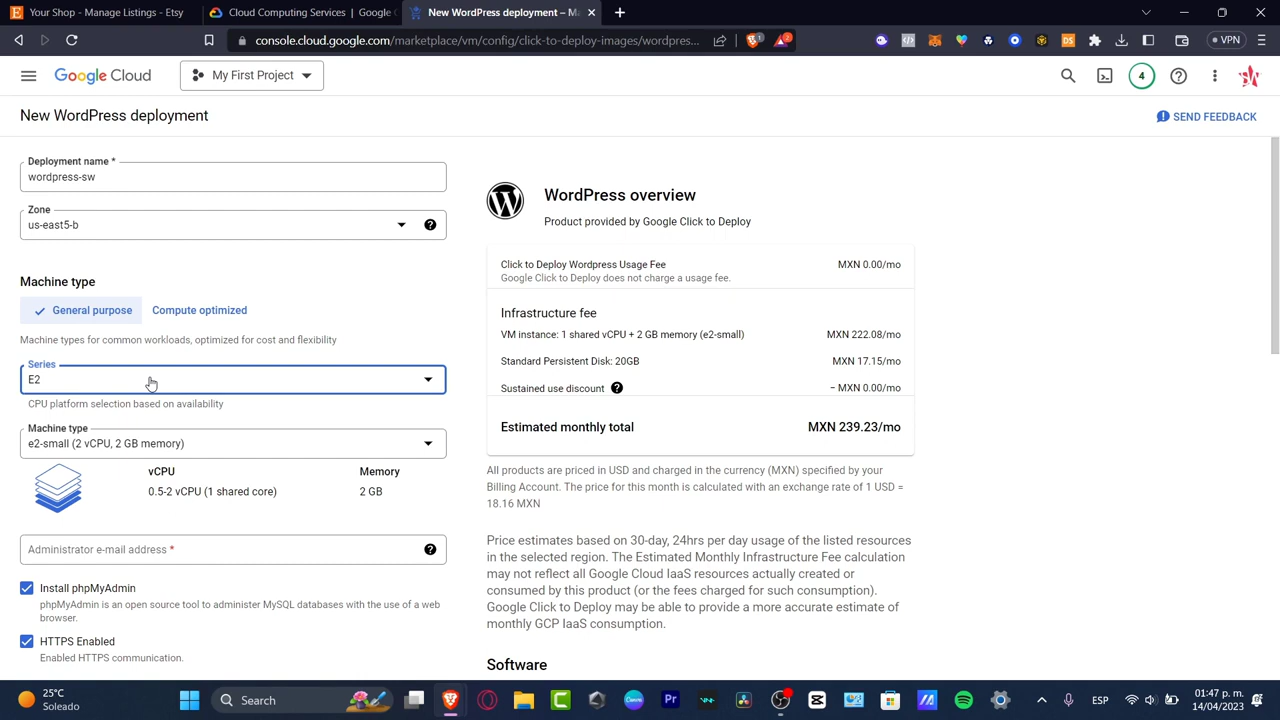 Your Shop - Manage Listings - Etsy
Cloud Computing Services | Google C
New WordPress deployment – Ma
console.cloud.google.com/marketplace/vm/config/click-to-deploy-images/wordpres...
1
2
DS
VPN
Google Cloud
My First Project
4
New WordPress deployment
SEND FEEDBACK
Deployment name *
wordpress-sw
Zone
us-east5-b
Machine type
General purpose
Compute optimized
Machine types for common workloads, optimized for cost and flexibility
Series
E2
CPU platform selection based on availability
Machine type
e2-small (2 vCPU, 2 GB memory)
vCPU
Memory
0.5-2 vCPU (1 shared core)
2 GB
Administrator e-mail address *
Install phpMyAdmin
phpMyAdmin is an open source tool to administer MySQL databases with the use of a web
browser.
HTTPS Enabled
Enabled HTTPS communication.
WordPress overview
Product provided by Google Click to Deploy
Click to Deploy Wordpress Usage Fee
MXN 0.00/mo
Google Click to Deploy does not charge a usage fee.
Infrastructure fee
VM instance: 1 shared vCPU + 2 GB memory (e2-small)
MXN 222.08/mo
Standard Persistent Disk: 20GB
MXN 17.15/mo
Sustained use discount
− MXN 0.00/mo
Estimated monthly total
MXN 239.23/mo
All products are priced in USD and charged in the currency (MXN) specified by your
Billing Account. The price for this month is calculated with an exchange rate of 1 USD =
18.16 MXN
Price estimates based on 30-day, 24hrs per day usage of the listed resources
in the selected region. The Estimated Monthly Infrastructure Fee calculation
may not reflect all Google Cloud IaaS resources actually created or
consumed by this product (or the fees charged for such consumption).
Google Click to Deploy may be able to provide a more accurate estimate of
monthly GCP IaaS consumption.
Software
25°C
Soleado
Search
Pr
ESP
01:47 p. m.
14/04/2023